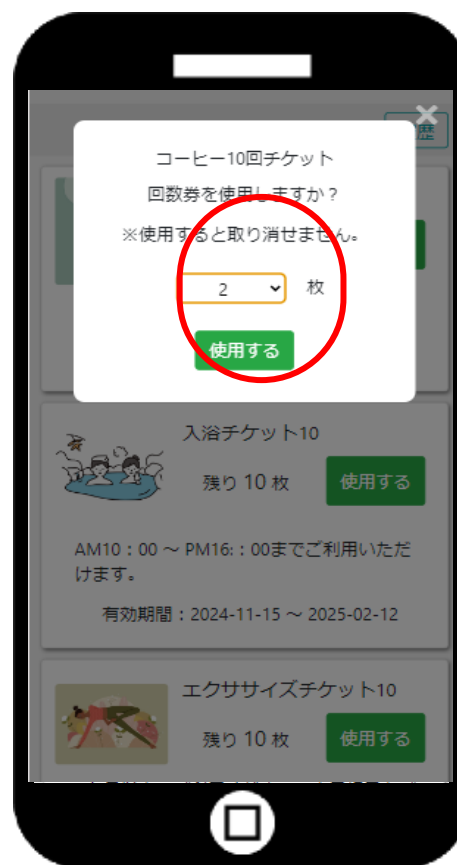 ×
歴
コーヒー10回チケット
回数券を使用しますか？
※使用すると取り消せません。
2 枚
使用する
入浴チケット10
残り 10 枚 使用する
AM10：00 ～ PM16:：00までご利用いただ
けます。
有効期間：2024-11-15 ～ 2025-02-12
エクササイズチケット10
残り 10 枚 使用する